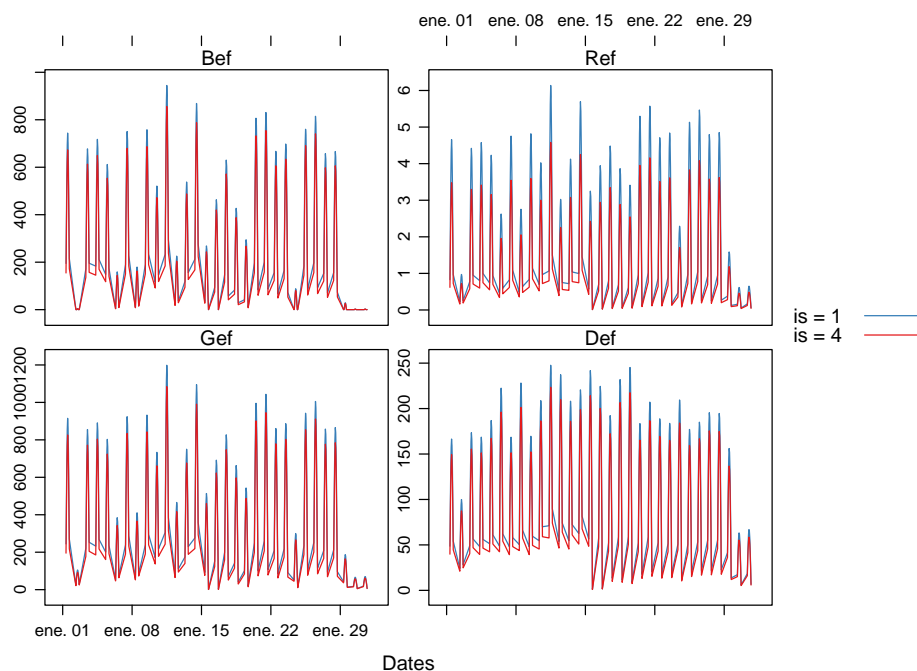 ene. 01 ene. 08 ene. 15 ene. 22 ene. 29
Bef Ref
0 200 400 600 800
0 1 2 3 4 5 6
is = 1
is = 4
Gef Def
0 200 400 600 800 1000 1200
0 50 100 150 200 250
ene. 01 ene. 08 ene. 15 ene. 22 ene. 29
Dates